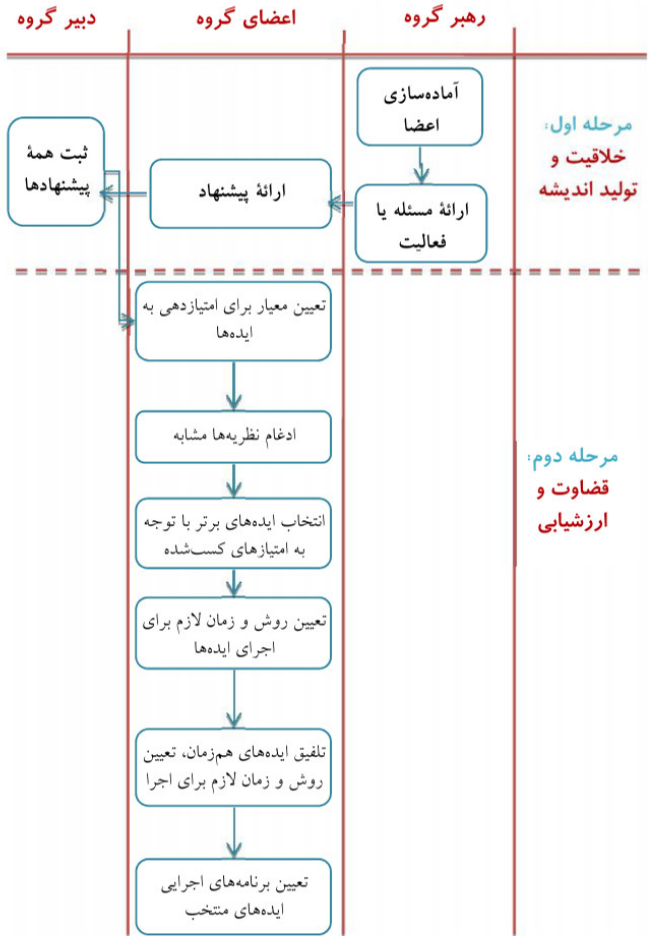 رهبر گروه
اعضای گروه
دبیر گروه
مرحله اول:
خلاقیت و
تولید اندیشه
آماده‌سازی
اعضا
ارائهٔ مسئله یا
فعالیت
ارائهٔ پیشنهاد
ثبت همهٔ
پیشنهادها
مرحله دوم:
قضاوت و
ارزشیابی
تعیین معیار برای امتیازدهی به
ایده‌ها
ادغام نظریه‌ها مشابه
انتخاب ایده‌های برتر با توجه
به امتیازهای کسب‌شده
تعیین روش و زمان لازم برای
اجرای ایده‌ها
تلفیق ایده‌های هم‌زمان، تعیین
روش و زمان لازم برای اجرا
تعیین برنامه‌های اجرایی
ایده‌های منتخب